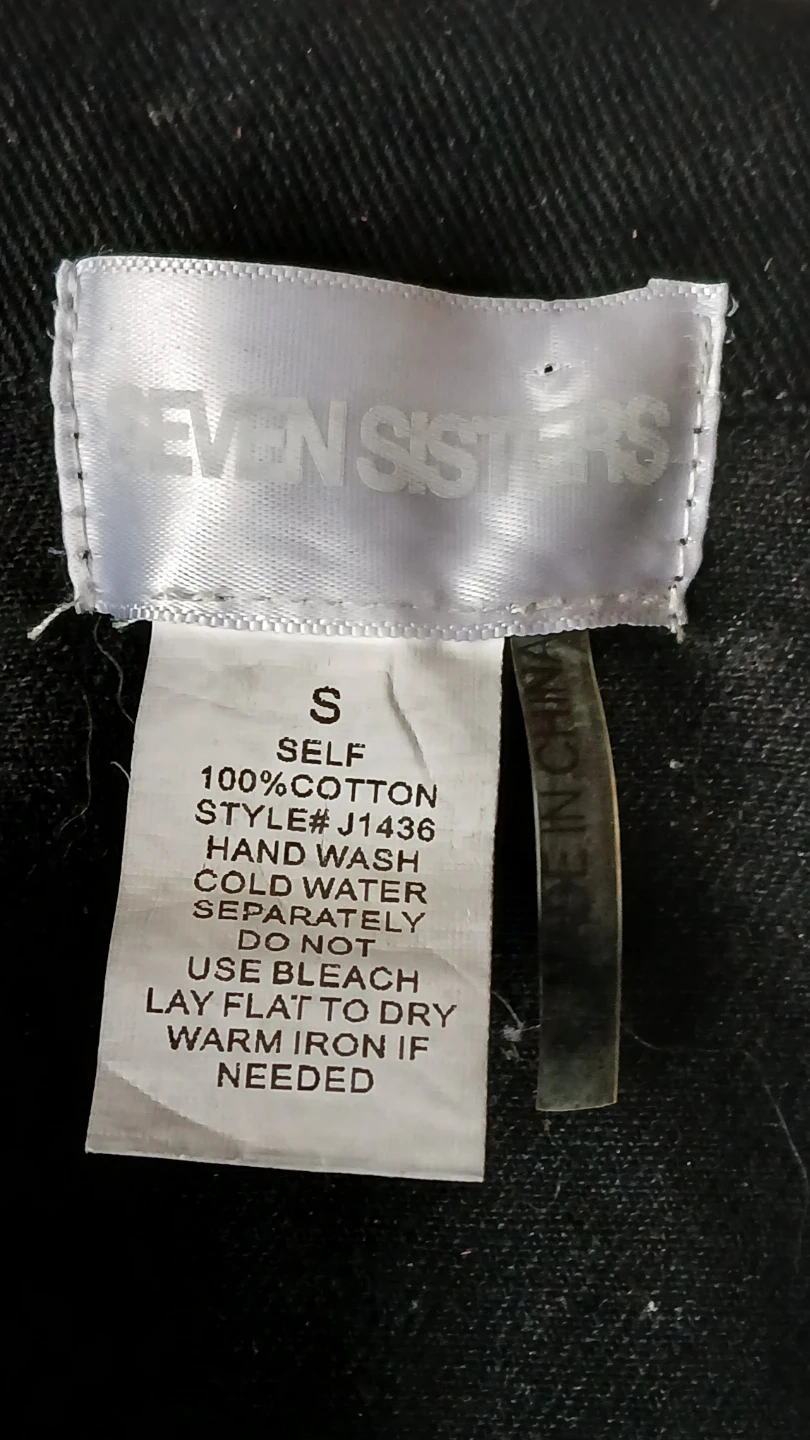 SEVEN SISTERS
S
SELF
100%COTTON
STYLE# J1436
HAND WASH
COLD WATER
SEPARATELY
DO NOT
USE BLEACH
LAY FLAT TO DRY
WARM IRON IF
NEEDED
MADE IN CHINA